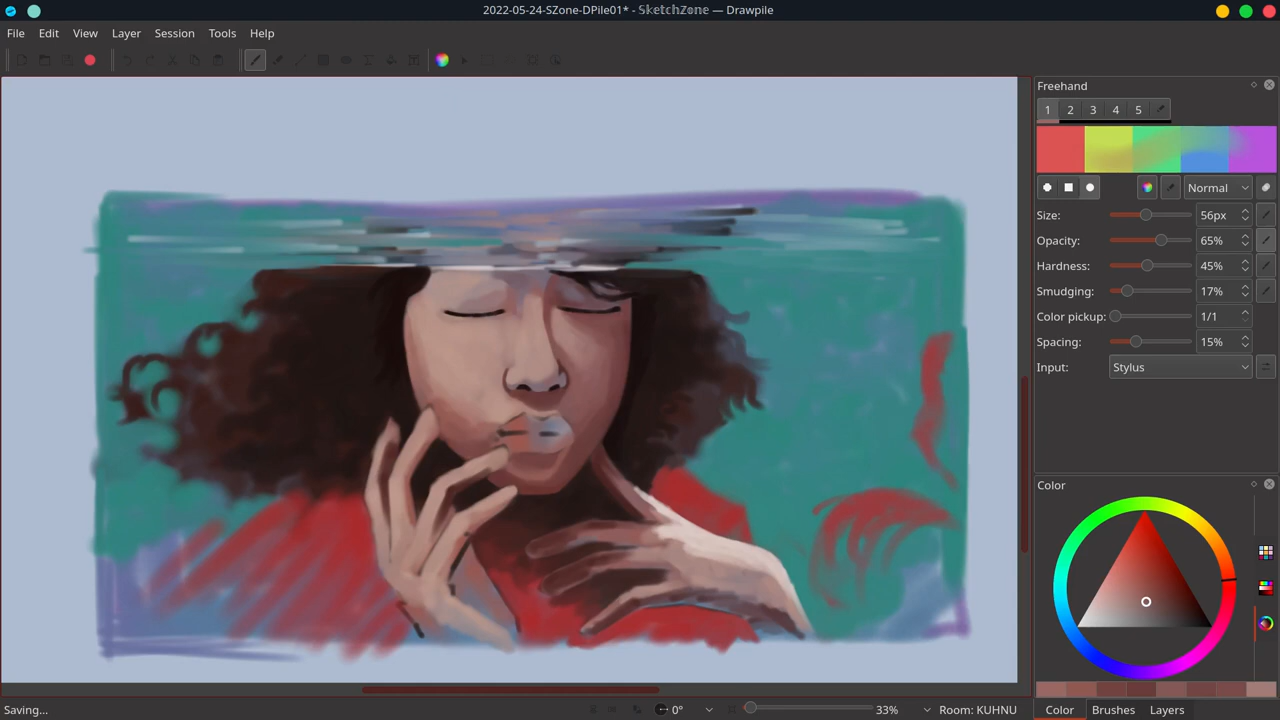 2022-05-24-SZone-DPile01* - SketchZone — Drawpile
File Edit View Layer Session Tools Help
Freehand
1 2 3 4 5
Normal
Size: 56px
Opacity: 65%
Hardness: 45%
Smudging: 17%
Color pickup: 1/1
Spacing: 15%
Input: Stylus
Color
Saving... 0° 33% Room: KUHNU Color Brushes Layers